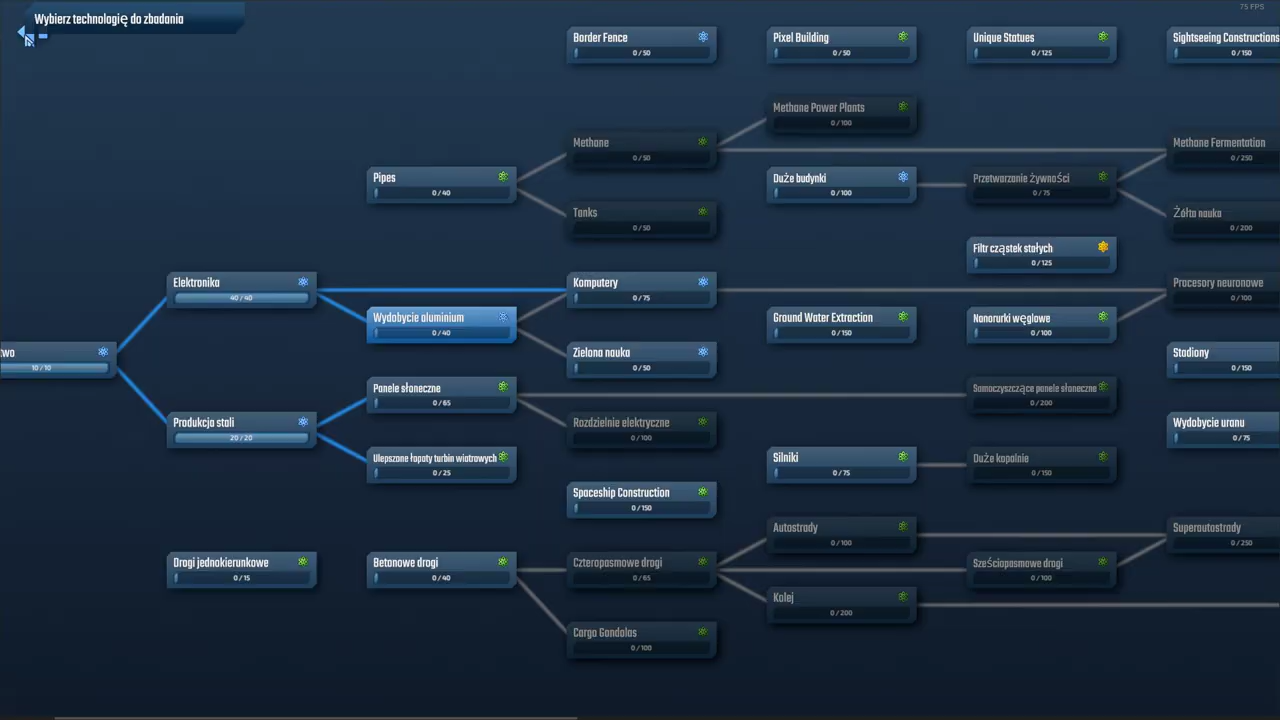 Wybierz technologię do zbadania
75 FPS
Border Fence
0/50
Pixel Building
0/50
Unique Statues
0/125
Sightseeing Constructions
0/150
Methane Power Plants
0/100
Methane
0/50
Methane Fermentation
0/250
Pipes
0/40
Duże budynki
0/100
Przetwarzanie żywności
0/75
Tanks
0/50
Żółta nauka
0/200
Filtr cząstek stałych
0/125
Elektronika
40/40
Komputery
0/75
Procesory neuronowe
0/100
Wydobycie aluminium
0/40
Ground Water Extraction
0/150
Nanorurki węglowe
0/100
two
10/10
Zielona nauka
0/50
Stadiony
0/150
Panele słoneczne
0/65
Samoczyszczące panele słoneczne
0/200
Produkcja stali
20/20
Rozdzielnie elektryczne
0/100
Wydobycie uranu
0/75
Ulepszone łopaty turbin wiatrowych
0/25
Silniki
0/75
Duże kopalnie
0/150
Spaceship Construction
0/150
Autostrady
0/100
Superautostrady
0/250
Drogi jednokierunkowe
0/15
Betonowe drogi
0/40
Czteropasmowe drogi
0/65
Sześciopasmowe drogi
0/100
Kolej
0/200
Cargo Gondolas
0/100